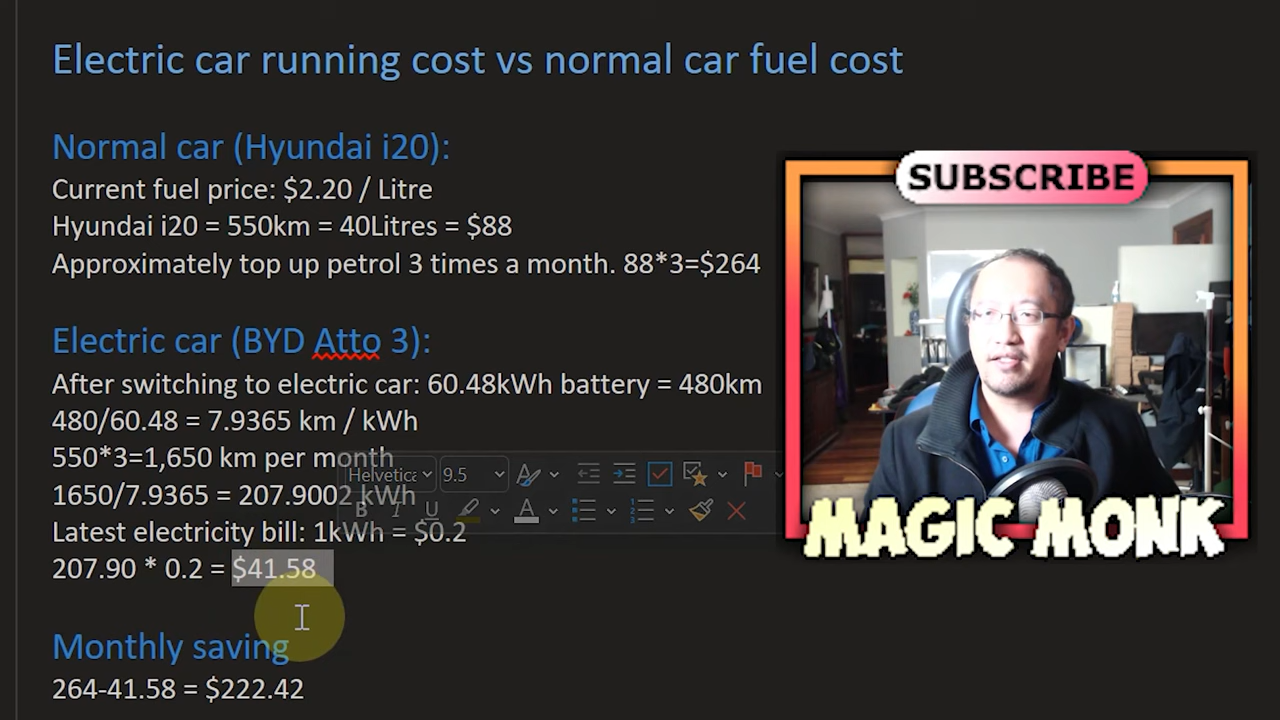 Electric car running cost vs normal car fuel cost
Normal car (Hyundai i20):
Current fuel price: $2.20 / Litre
Hyundai i20 = 550km = 40Litres = $88
Approximately top up petrol 3 times a month. 88*3=$264
Electric car (BYD Atto 3):
After switching to electric car: 60.48kWh battery = 480km
480/60.48 = 7.9365 km / kWh
550*3=1,650 km per month
1650/7.9365 = 207.9002 kWh
Latest electricity bill: 1kWh = $0.2
207.90 * 0.2 = $41.58
Monthly saving
264-41.58 = $222.42
Helvetica 9.5
B I U A
SUBSCRIBE
MAGIC MONK